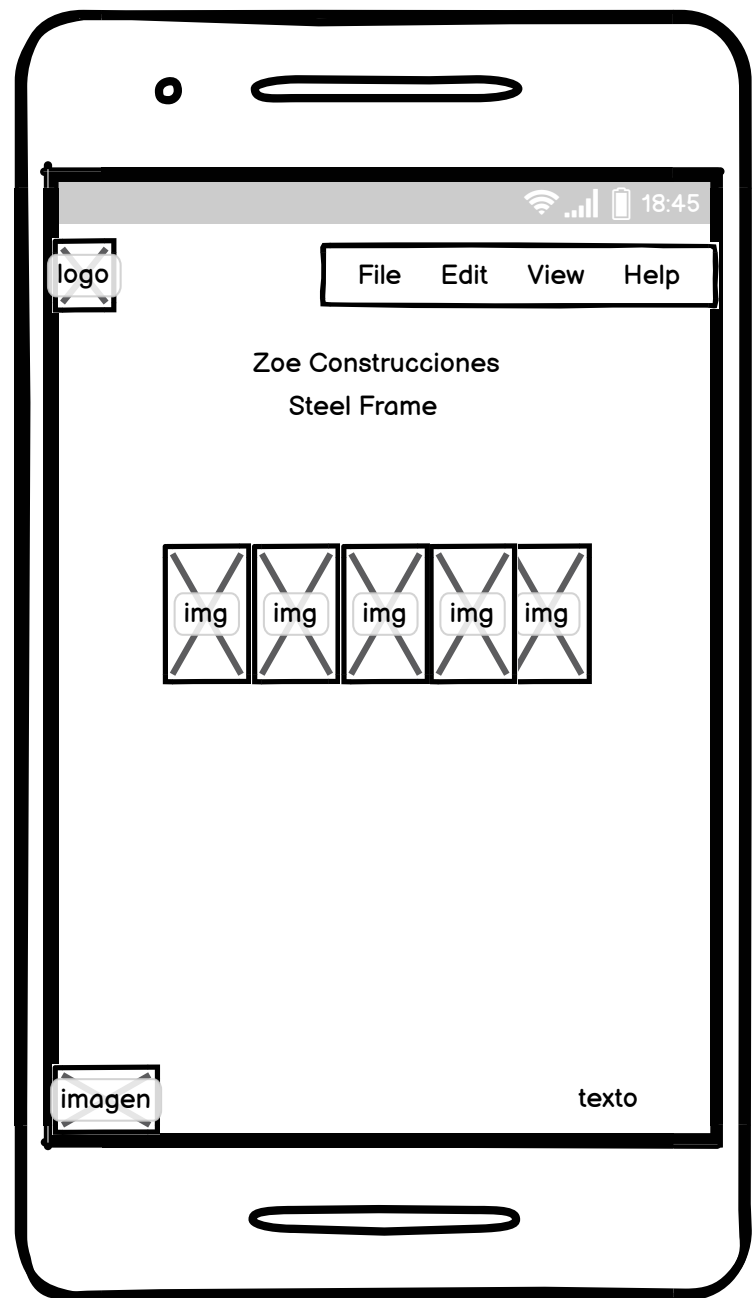 18:45
logo
File Edit View Help
Zoe Construcciones
Steel Frame
img img img img img
imagen
texto